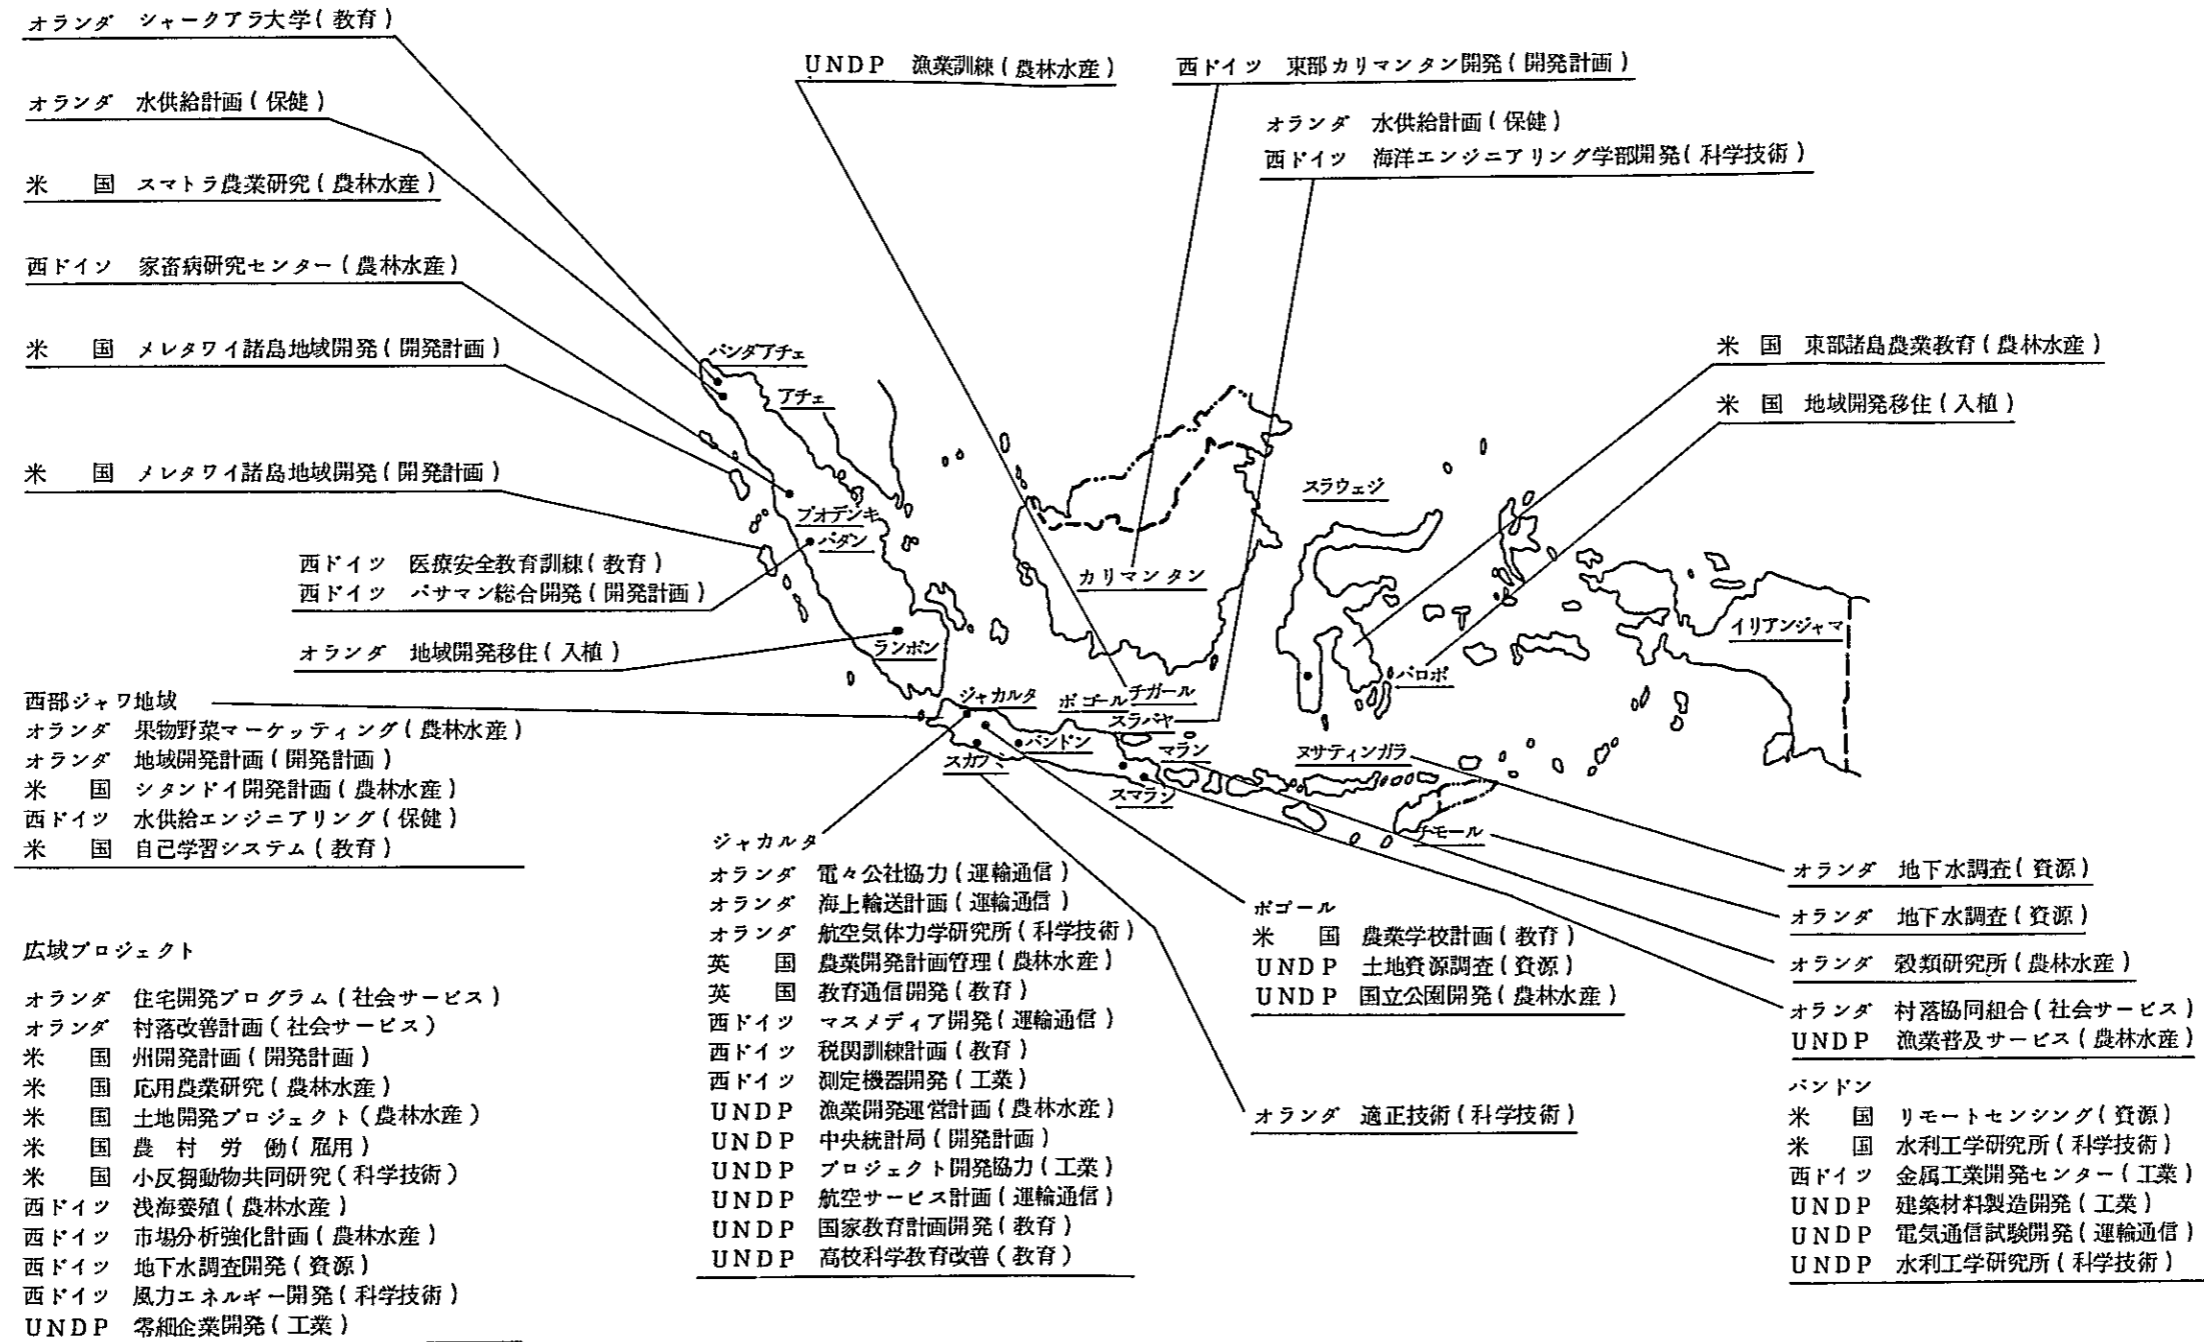 オランダ シャークアラ大学(教育)
オランダ 水供給計画(保健)
米 国 スマトラ農業研究(農林水産)
西ドイソ 家畜病研究センター(農林水産)
米 国 メレタワイ諸島地域開発(開発計画)
米 国 メレタワイ諸島地域開発(開発計画)
西ドイツ 医療安全教育訓練(教育)
西ドイツ パサマン総合開発(開発計画)
オランダ 地域開発移住(入植)
UNDP 漁業訓練(農林水産)
西ドイツ 東部カリマンタン開発(開発計画)
オランダ 水供給計画(保健)
西ドイツ 海洋エンジニアリング学部開発(科学技術)
米 国 東部諸島農業教育(農林水産)
米 国 地域開発移住(入植)
バンダアチェ
アチェ
ブオデンキ
パダン
ランポン
カリマンタン
スラウェジ
イリアンジャマ
パロポ
ジャカルタ
ボゴール
チガール
スラバヤ
バンドン
マラン
スマラン
ヌサティンガラ
チモール
西部ジャワ地域
オランダ 果物野菜マーケッティング(農林水産)
オランダ 地域開発計画(開発計画)
米 国 シタンドイ開発計画(農林水産)
西ドイツ 水供給エンジニアリング(保健)
米 国 自己学習システム(教育)
広域プロジェクト
オランダ 住宅開発プログラム(社会サービス)
オランダ 村落改善計画(社会サービス)
米 国 州開発計画(開発計画)
米 国 応用農業研究(農林水産)
米 国 土地開発プロジェクト(農林水産)
米 国 農 村 労 働(雇用)
米 国 小反芻動物共同研究(科学技術)
西ドイツ 浅海養殖(農林水産)
西ドイツ 市場分析強化計画(農林水産)
西ドイツ 地下水調査開発(資源)
西ドイツ 風力エネルギー開発(科学技術)
UNDP 零細企業開発(工業)
ジャカルタ
オランダ 電々公社協力(運輸通信)
オランダ 海上輸送計画(運輸通信)
オランダ 航空気体力学研究所(科学技術)
英 国 農業開発計画管理(農林水産)
英 国 教育通信開発(教育)
西ドイツ マスメディア開発(運輸通信)
西ドイツ 税関訓練計画(教育)
西ドイツ 測定機器開発(工業)
UNDP 漁業開発運営計画(農林水産)
UNDP 中央統計局(開発計画)
UNDP プロジェクト開発協力(工業)
UNDP 航空サービス計画(運輸通信)
UNDP 国家教育計画開発(教育)
UNDP 高校科学教育改善(教育)
ボゴール
米 国 農業学校計画(教育)
UNDP 土地資源調査(資源)
UNDP 国立公園開発(農林水産)
オランダ 適正技術(科学技術)
オランダ 地下水調査(資源)
オランダ 地下水調査(資源)
オランダ 穀類研究所(農林水産)
オランダ 村落協同組合(社会サービス)
UNDP 漁業普及サービス(農林水産)
バンドン
米 国 リモートセンシング(資源)
米 国 水利工学研究所(科学技術)
西ドイツ 金属工業開発センター(工業)
UNDP 建築材料製造開発(工業)
UNDP 電気通信試験開発(運輸通信)
UNDP 水利工学研究所(科学技術)